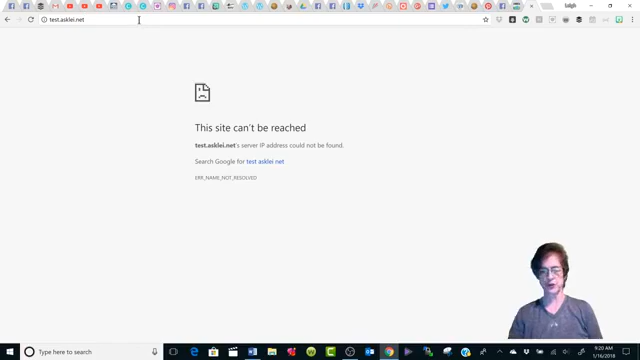 leigh
test.asklei.net
This site can't be reached
test.asklei.net's server IP address could not be found.
Search Google for test asklei net
ERR_NAME_NOT_RESOLVED
Type here to search
9:20 AM
1/16/2018